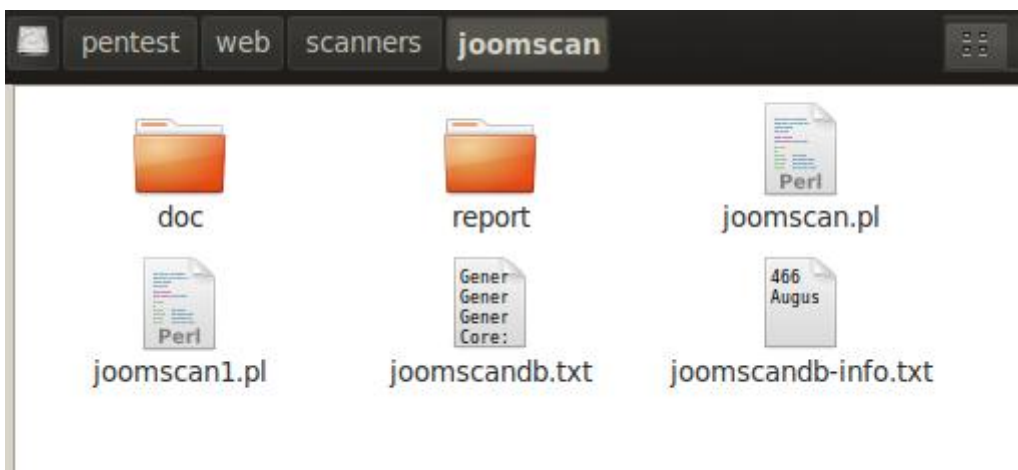 pentest web scanners joomscan
Perl
doc report joomscan.pl
Perl
Gener
Gener
Gener
Core:
466
Augus
joomscan1.pl joomscandb.txt joomscandb-info.txt